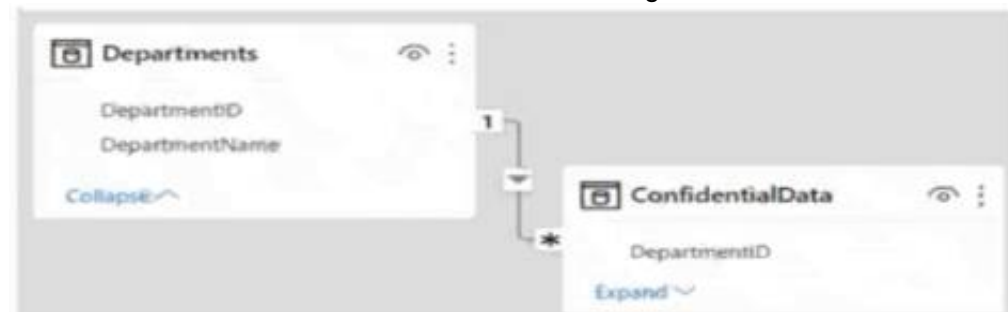 Departments
DepartmentID
DepartmentName
Collapse
1
*
ConfidentialData
DepartmentID
Expand